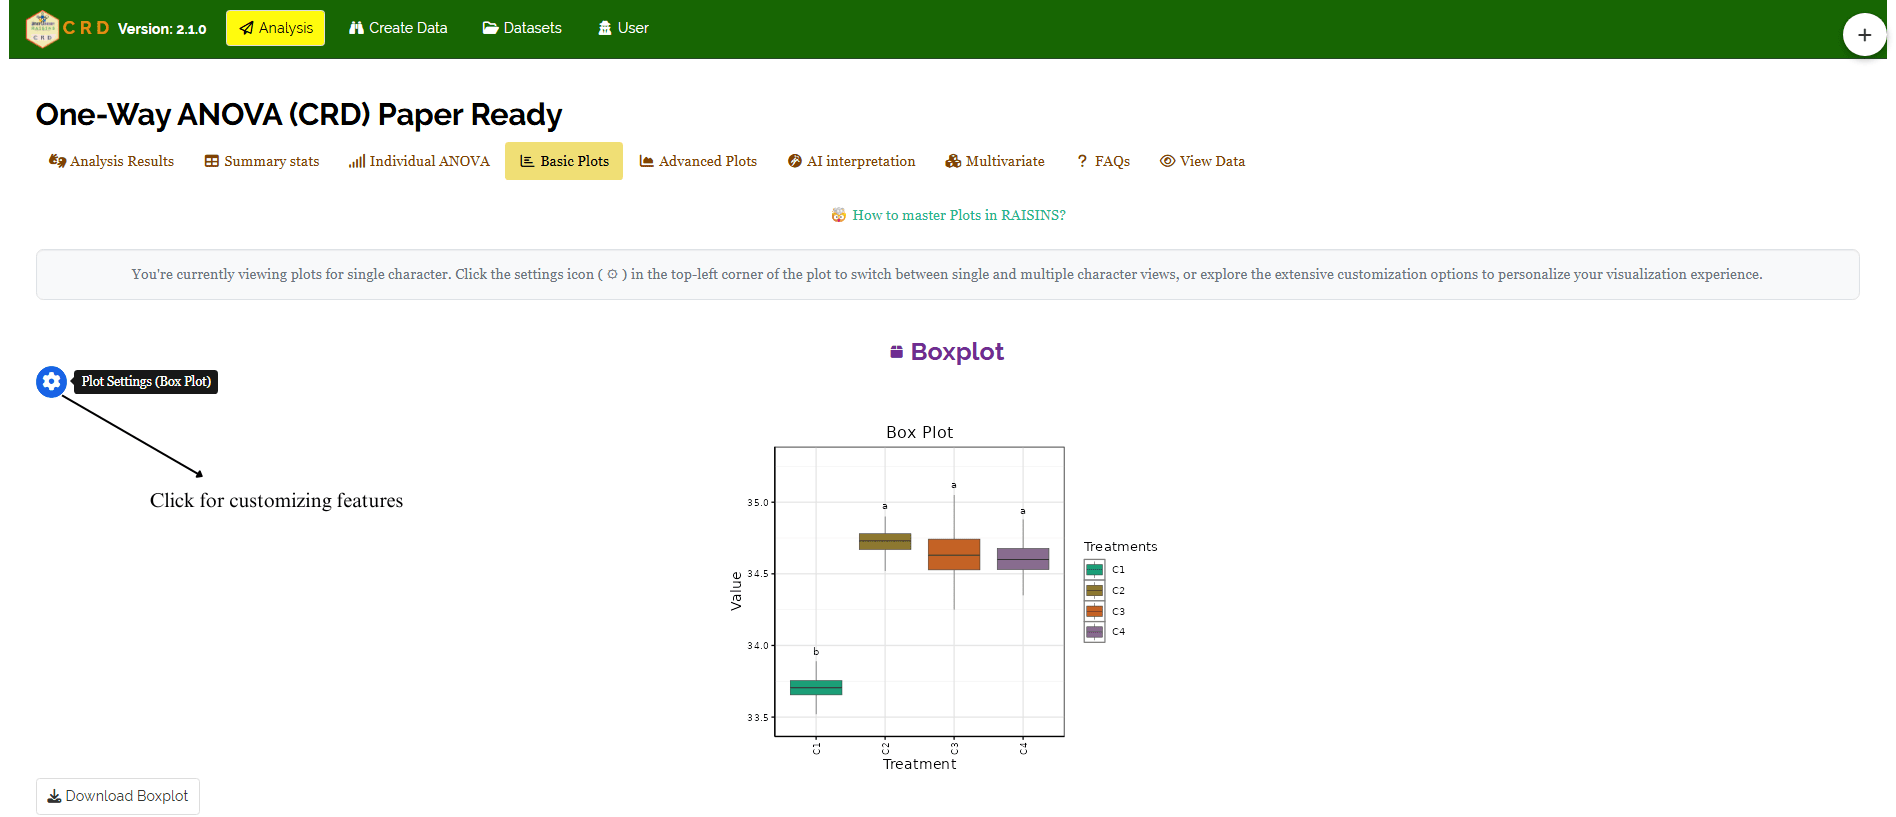 CRD Version: 2.1.0 Analysis Create Data Datasets User +
One-Way ANOVA (CRD) Paper Ready
Analysis Results Summary stats Individual ANOVA Basic Plots Advanced Plots AI interpretation Multivariate ? FAQs View Data
How to master Plots in RAISINS?
You're currently viewing plots for single character. Click the settings icon ( ⚙ ) in the top-left corner of the plot to switch between single and multiple character views, or explore the extensive customization options to personalize your visualization experience.
Boxplot
Plot Settings (Box Plot)
Click for customizing features
Box Plot
a
35.0
a
a
34.5
34.0
b
33.5
Value
C1 C2 C3 C4
Treatment
Treatments
C1
C2
C3
C4
Download Boxplot